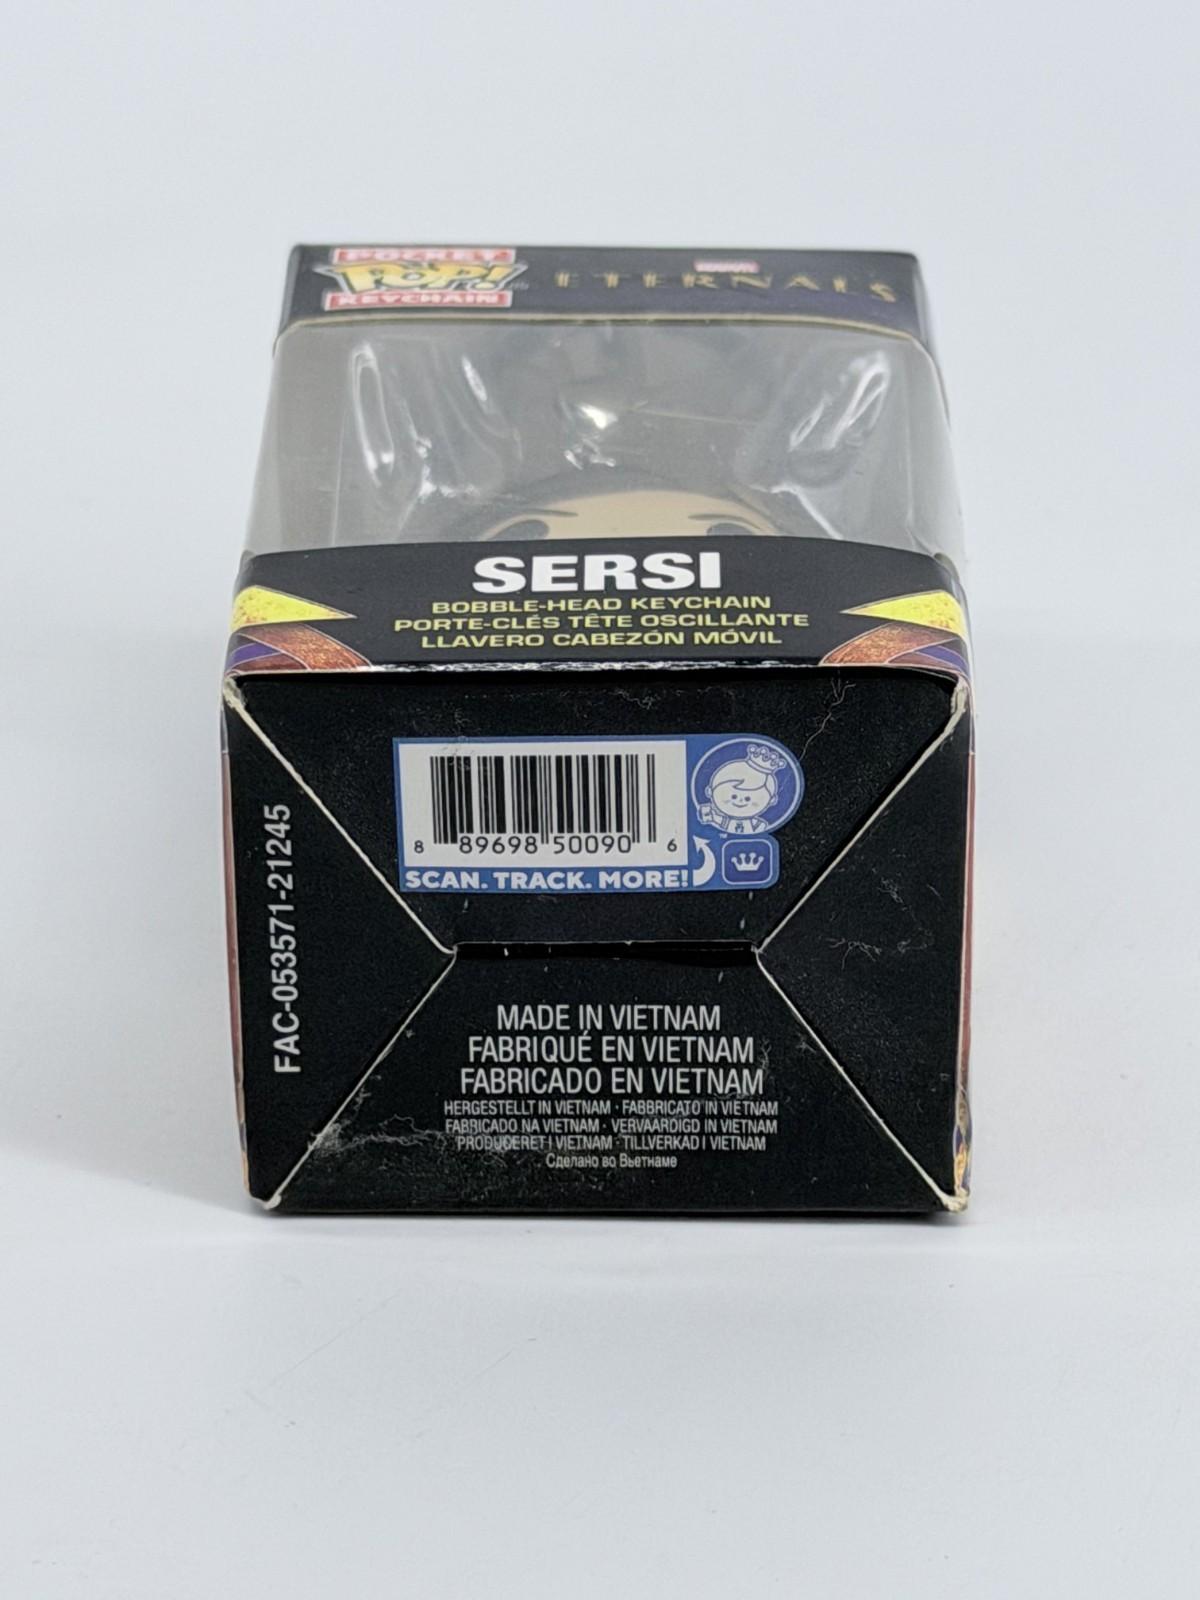 POCKET
POP!
KEYCHAIN
MARVEL
ETERNALS
SERSI
BOBBLE-HEAD KEYCHAIN
PORTE-CLÉS TÊTE OSCILLANTE
LLAVERO CABEZÓN MÓVIL
8 89698 50090 6
™
SCAN. TRACK. MORE!
FAC-053571-21245
MADE IN VIETNAM
FABRIQUÉ EN VIETNAM
FABRICADO EN VIETNAM
HERGESTELLT IN VIETNAM · FABBRICATO IN VIETNAM
FABRICADO NA VIETNAM · VERVAARDIGD IN VIETNAM
PRODUCERET I VIETNAM · TILLVERKAD I VIETNAM
Сделано во Вьетнаме